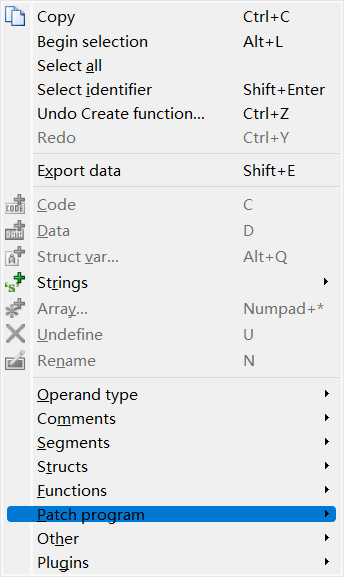 Copy Ctrl+C
Begin selection Alt+L
Select all
Select identifier Shift+Enter
Undo Create function... Ctrl+Z
Redo Ctrl+Y
Export data Shift+E
Code C
Data D
Struct var... Alt+Q
Strings
Array... Numpad+*
Undefine U
Rename N
Operand type
Comments
Segments
Structs
Functions
Patch program
Other
Plugins